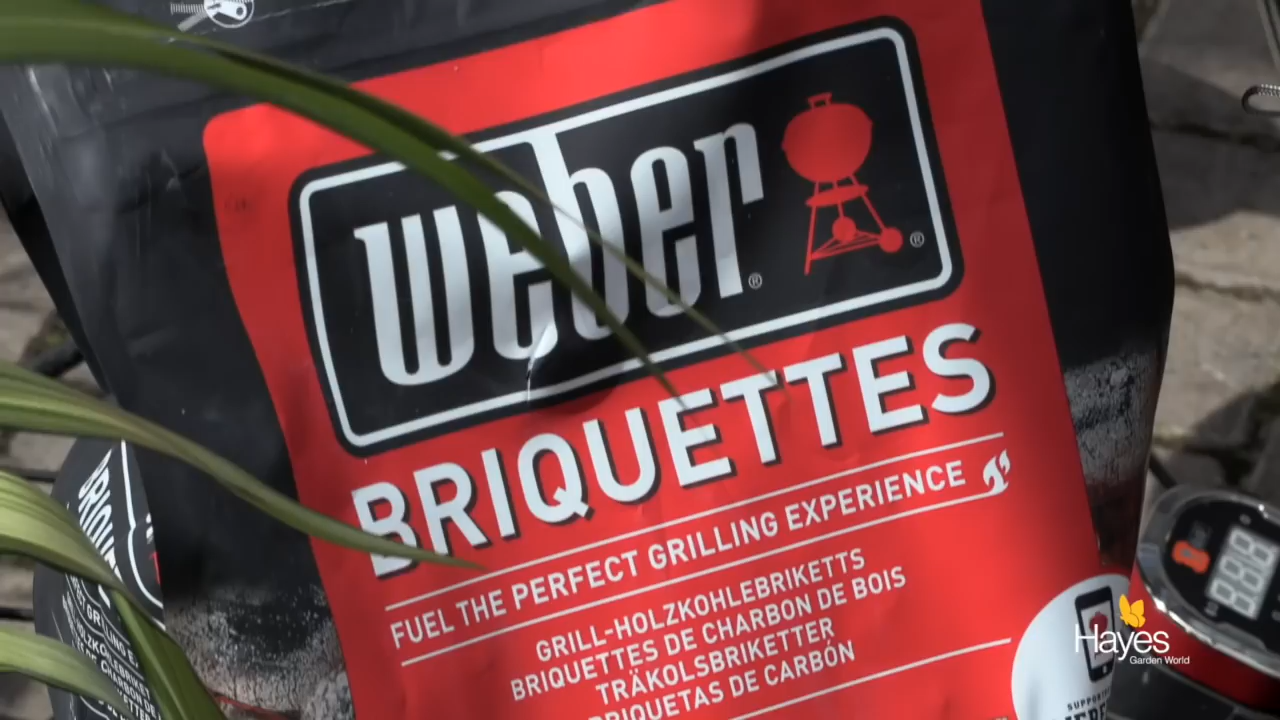 weber®
®
BRIQUETTES
FUEL THE PERFECT GRILLING EXPERIENCE
GRILL-HOLZKOHLEBRIKETTS
BRIQUETTES DE CHARBON DE BOIS
TRÄKOLSBRIKETTER
BRIQUETAS DE CARBÓN
Hayes
Garden World